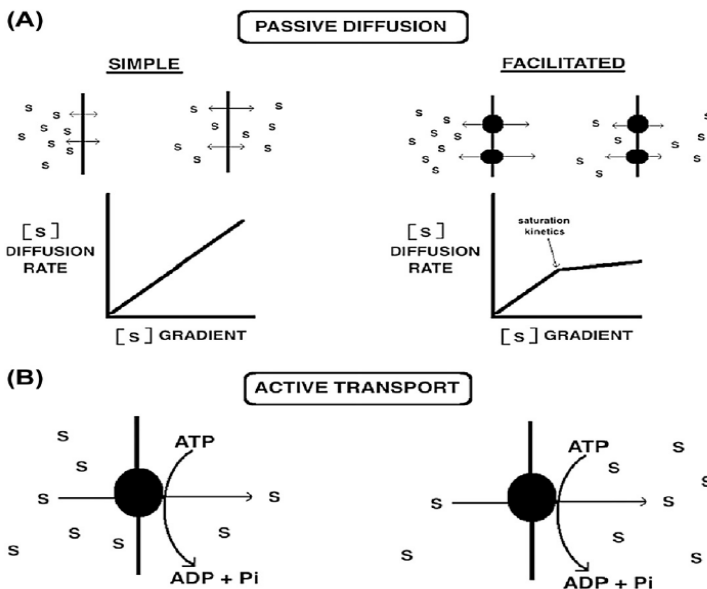 (A)
PASSIVE DIFFUSION
SIMPLE
FACILITATED
S S S S S S S S
S S S S S S S
S S S S S S S
S S S S S S S
[S]
DIFFUSION
RATE
[S] GRADIENT
[S]
DIFFUSION
RATE
saturation
kinetics
[S] GRADIENT
(B)
ACTIVE TRANSPORT
S
S
ATP
S
S
S
S
S
S
ADP + Pi
ATP
S
S
S
S
S
S
S
S
ADP + Pi